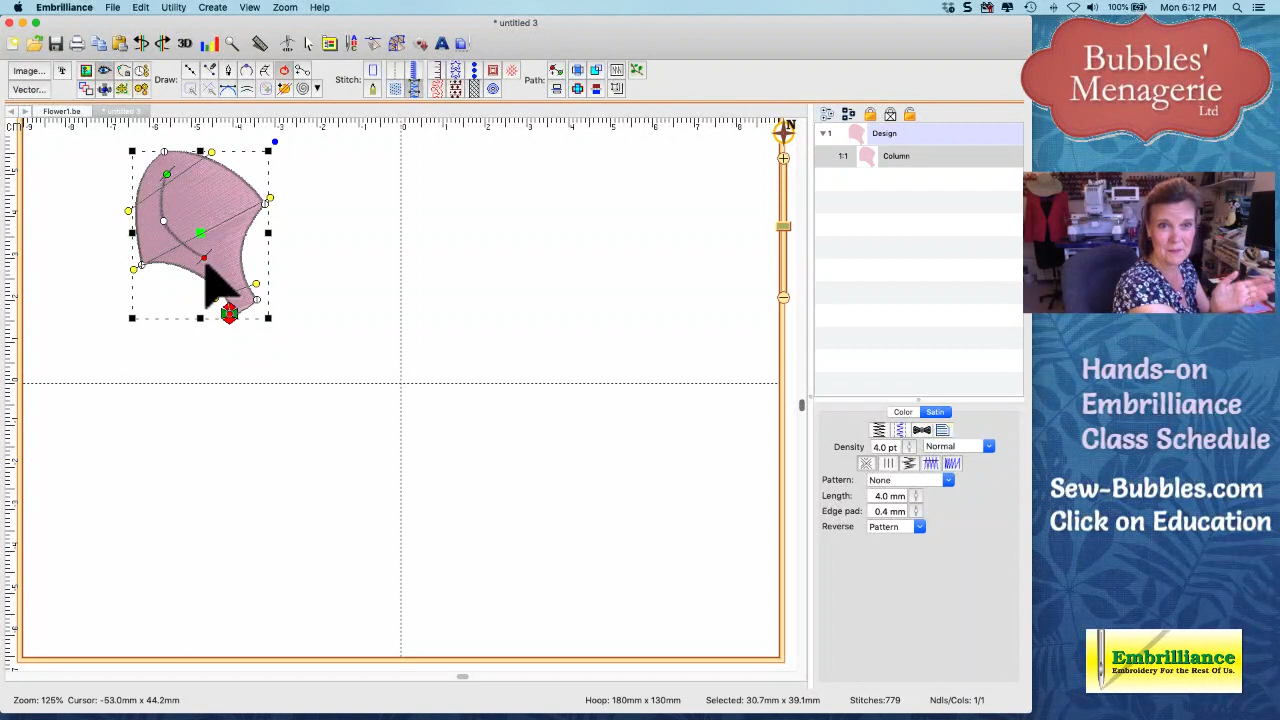 Embrilliance File Edit Utility Create View Zoom Help 100% Mon 6:12 PM
* untitled 3
3D A
Image... Draw: Stitch: Path:
Vector...
Flower1.be * untitled 3
N
1 Design
1:1 Column
Color Satin
Density 4.0 pt Normal
Pattern: None
Length: 4.0 mm
Edge pad: 0.4 mm
Reverse Pattern
Zoom: 125% Cursor: -53.0mm x 44.2mm Hoop: 180mm x 130mm Selected: 30.7mm x 39.1mm Stitches:779 Ndls/Cols: 1/1
Bubbles'
Menagerie
Ltd
Hands-on
Embrilliance
Class Schedule
Sew-Bubbles.com
Click on Education
Embrilliance
Embroidery For the Rest Of Us.